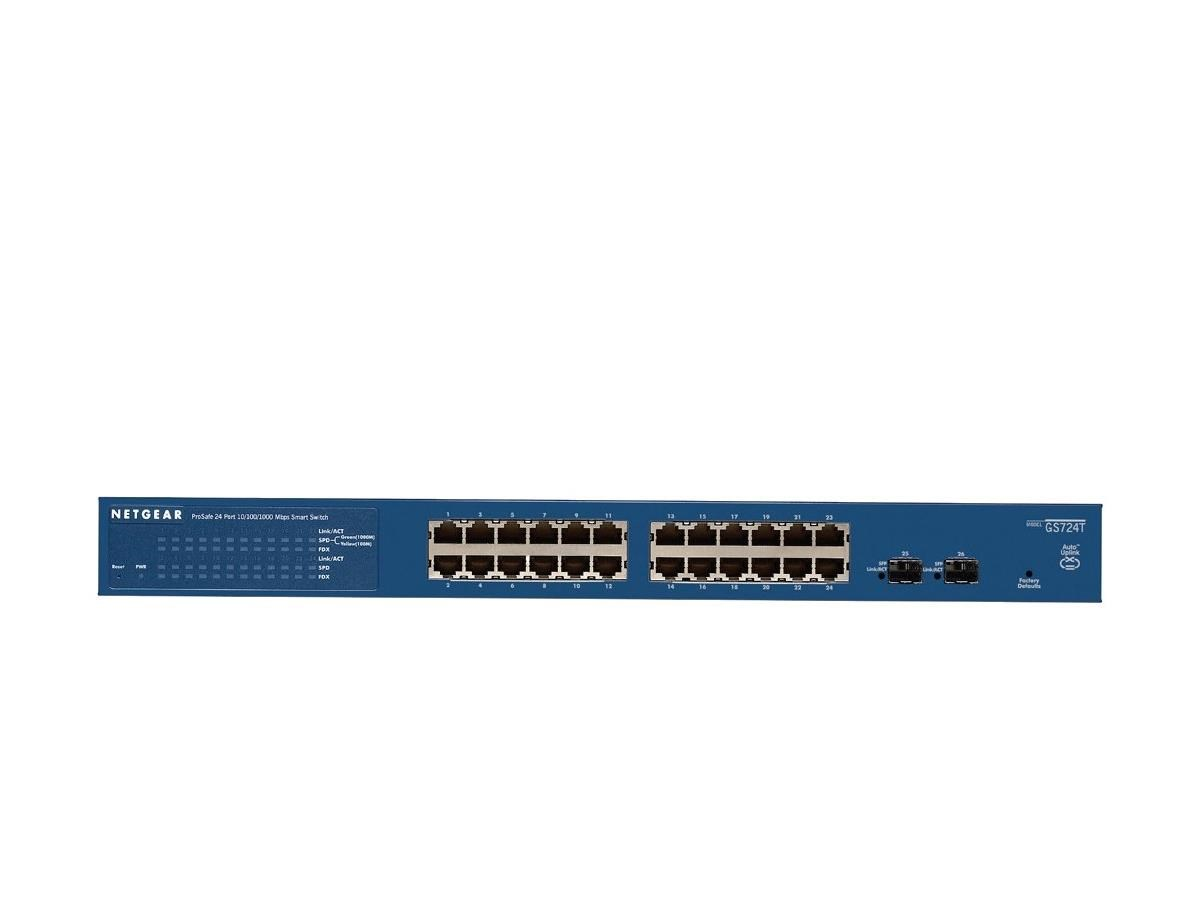 NETGEAR ProSafe 24 Port 10/100/1000 Mbps Smart Switch
Link/ACT
SPD Green(1000M)
Yellow(100M)
FDX
Link/ACT
SPD
FDX
Reset PWR
1 3 5 7 9 11
2 4 6 8 10 12
13 15 17 19 21 23
14 16 18 20 22 24
25 26
SFP
Link/ACT
SFP
Link/ACT
MODEL GS724T
Auto™
Uplink
Factory
Defaults